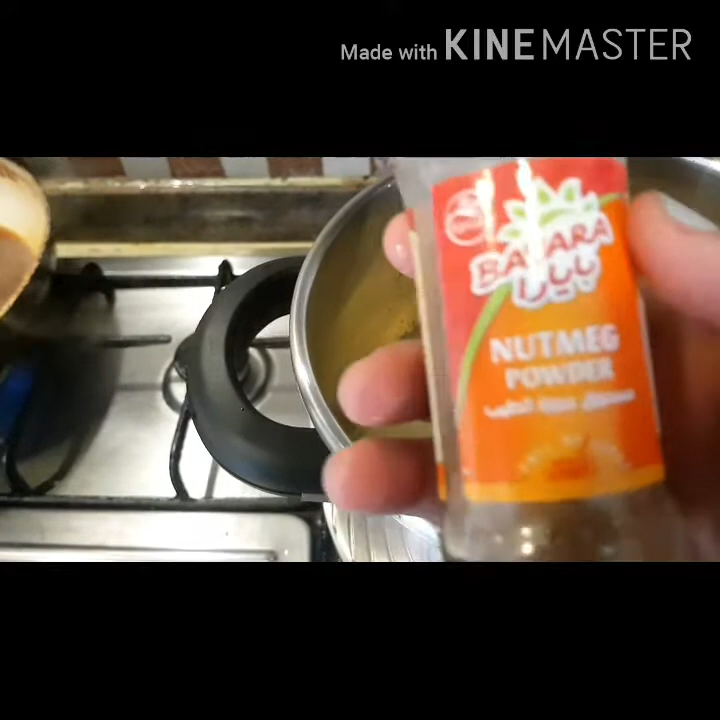 Made with KINEMASTER
BAYARA
بيارا
NUTMEG
POWDER